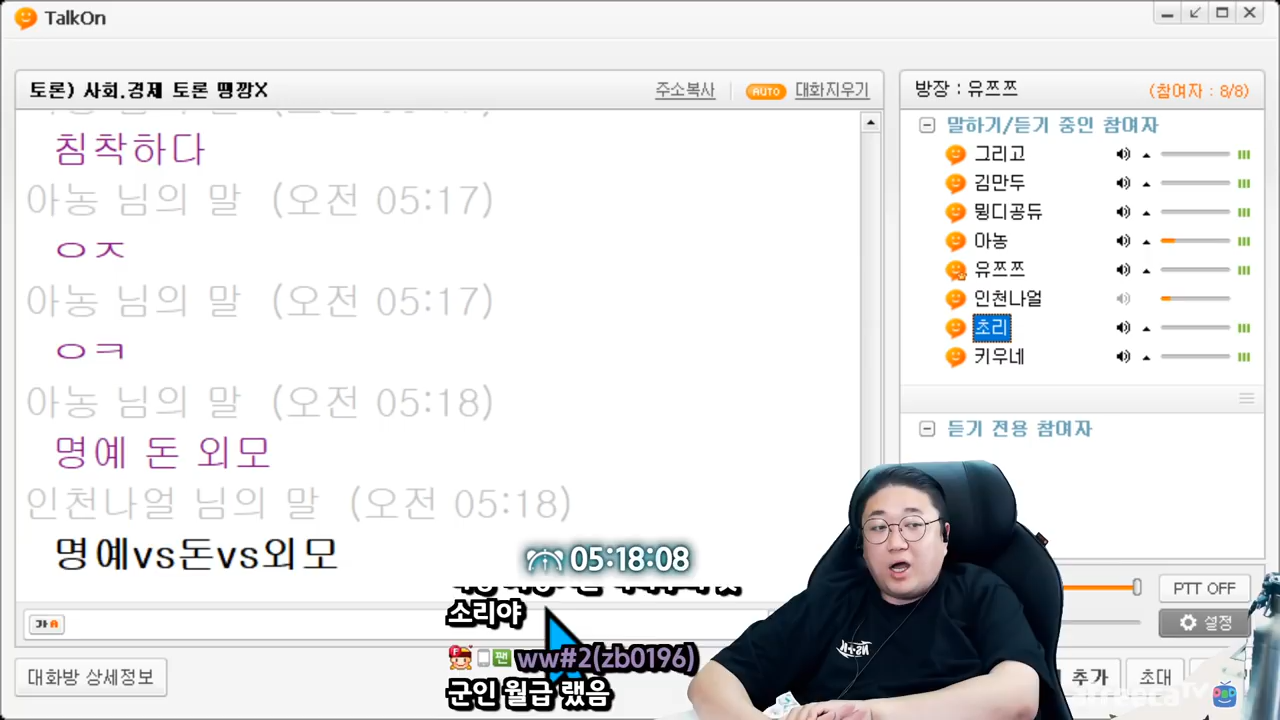 TalkOn
토론) 사회.경제 토론 땡깡X
주소복사
AUTO
대화지우기
침착하다
아농 님의 말 (오전 05:17)
ㅇㅈ
아농 님의 말 (오전 05:17)
ㅇㅋ
아농 님의 말 (오전 05:18)
명예 돈 외모
인천나얼 님의 말 (오전 05:18)
명예vs돈vs외모
가
대화방 상세정보
방장 : 유쯔쯔
(참여자 : 8/8)
말하기/듣기 중인 참여자
그리고
김만두
뭥디공듀
아농
유쯔쯔
인천나얼
초리
키우네
듣기 전용 참여자
PTT OFF
설정
추가
초대
05:18:08
소리야
팬 ww#2(zb0196)
군인 월급 랬음